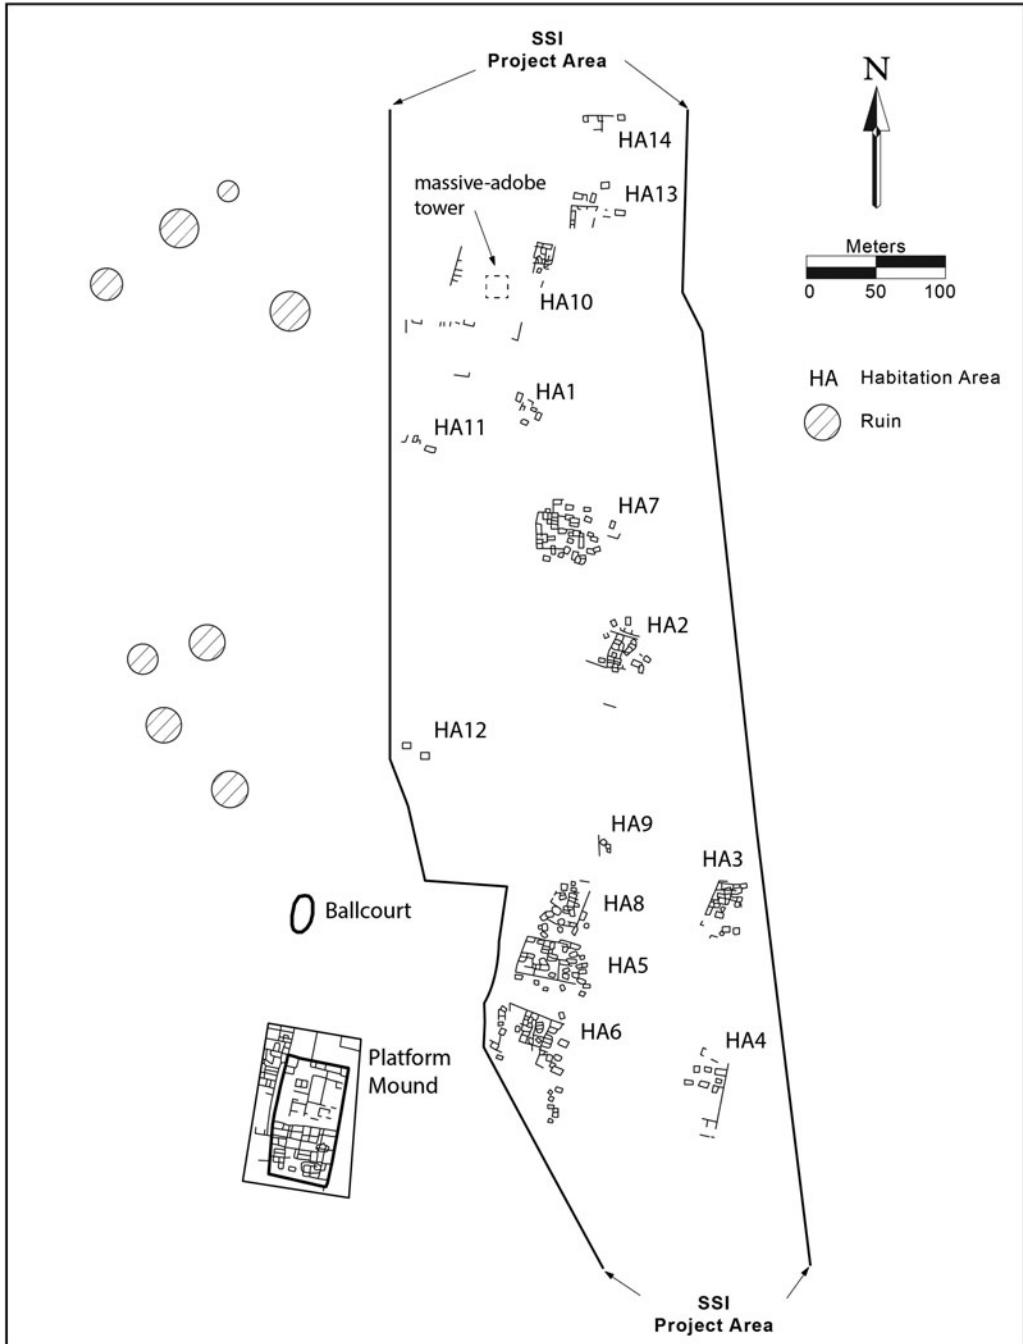 SSI
Project Area
N
HA14
massive-adobe
tower
HA13
Meters
0 50 100
HA10
HA Habitation Area
HA1
Ruin
HA11
HA7
HA2
HA12
HA9
HA3
Ballcourt
HA8
HA5
HA6
HA4
Platform
Mound
SSI
Project Area